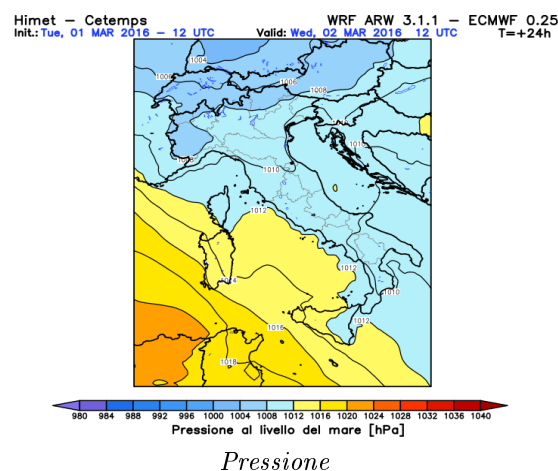 Himet – Cetemps WRF ARW 3.1.1 – ECMWF 0.25
Init.: Tue, 01 MAR 2016 – 12 UTC Valid: Wed, 02 MAR 2016 12 UTC T=+24h
1004
1006 1006
1008
1010
1012
1012
1014 1010
1012
1016
1018
980 984 988 992 996 1000 1004 1008 1012 1016 1020 1024 1028 1032 1036 1040
Pressione al livello del mare [hPa]
Pressione